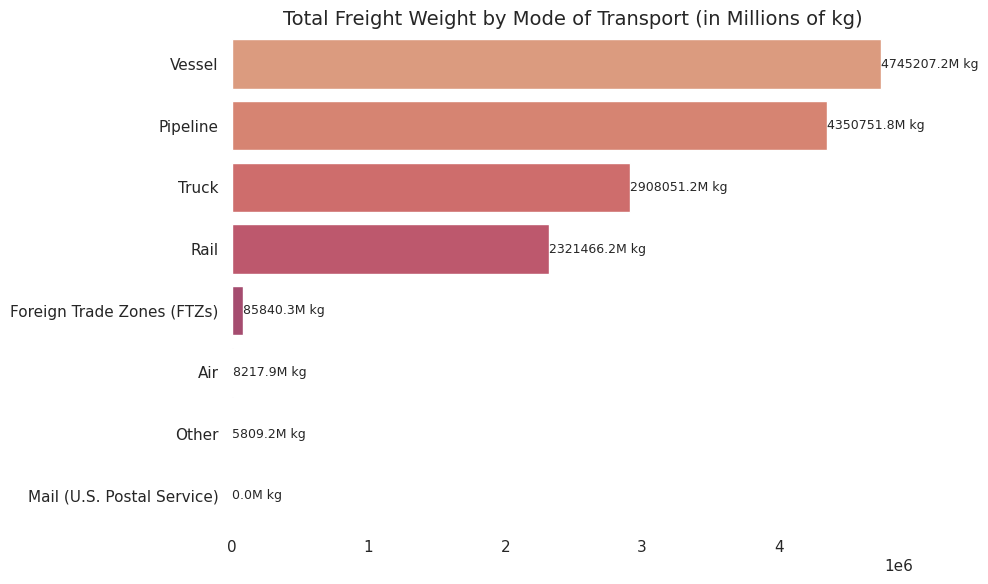 Total Freight Weight by Mode of Transport (in Millions of kg)
Vessel 4745207.2M kg
Pipeline 4350751.8M kg
Truck 2908051.2M kg
Rail 2321466.2M kg
Foreign Trade Zones (FTZs) 85840.3M kg
Air 8217.9M kg
Other 5809.2M kg
Mail (U.S. Postal Service) 0.0M kg
0 1 2 3 4
1e6